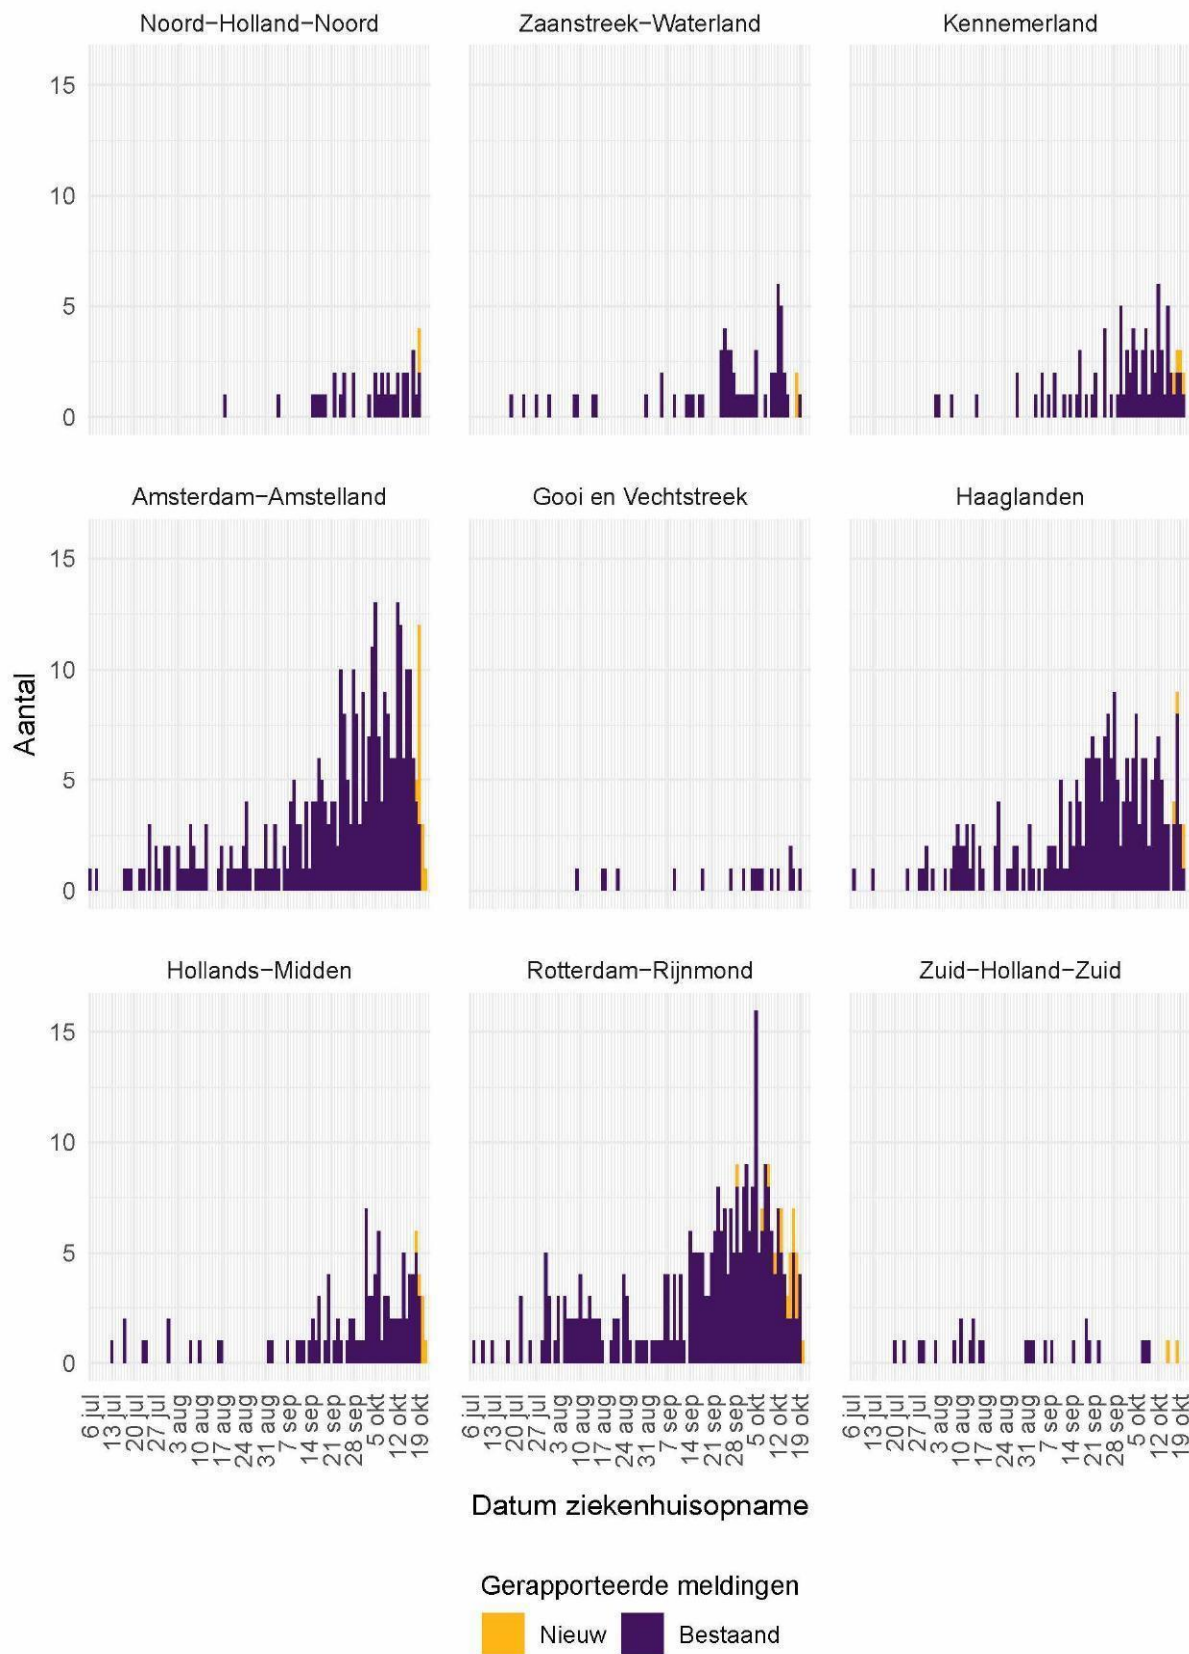 Noord−Holland−Noord
Zaanstreek−Waterland
Kennemerland
15
10
5
0
Amsterdam−Amstelland
Gooi en Vechtstreek
Haaglanden
15
10
5
0
Aantal
Hollands−Midden
Rotterdam−Rijnmond
Zuid−Holland−Zuid
15
10
5
0
6 jul
13 jul
20 jul
27 jul
3 aug
10 aug
17 aug
24 aug
31 aug
7 sep
14 sep
21 sep
28 sep
5 okt
12 okt
19 okt
6 jul
13 jul
20 jul
27 jul
3 aug
10 aug
17 aug
24 aug
31 aug
7 sep
14 sep
21 sep
28 sep
5 okt
12 okt
19 okt
6 jul
13 jul
20 jul
27 jul
3 aug
10 aug
17 aug
24 aug
31 aug
7 sep
14 sep
21 sep
28 sep
5 okt
12 okt
19 okt
Datum ziekenhuisopname
Gerapporteerde meldingen
Nieuw
Bestaand